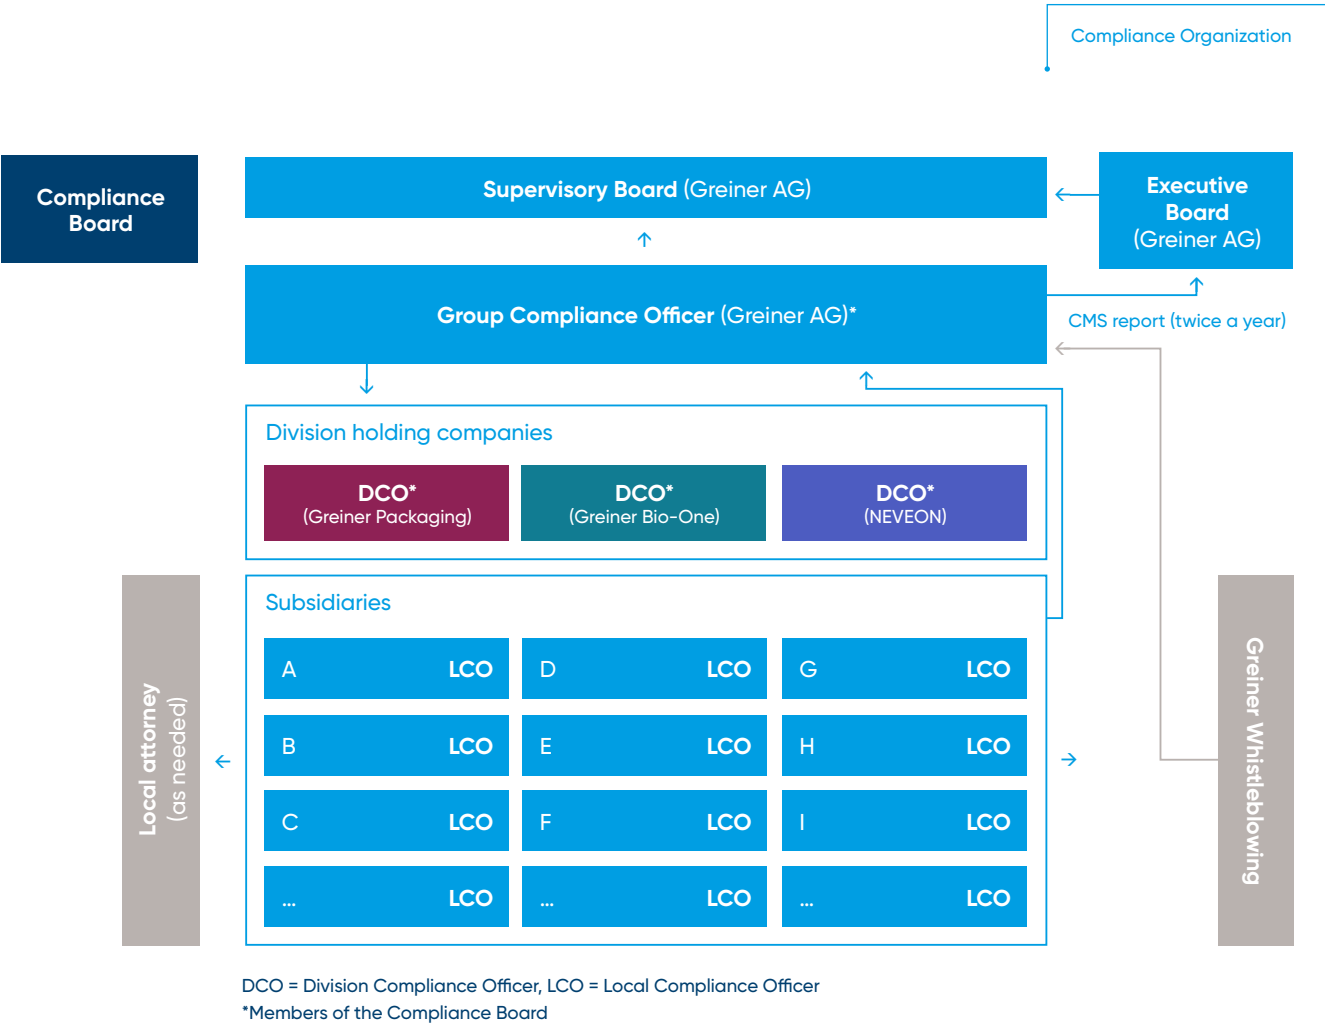 Compliance Organization
Compliance
Board
Supervisory Board (Greiner AG)
Executive
Board
(Greiner AG)
Group Compliance Officer (Greiner AG)*
CMS report (twice a year)
Division holding companies
DCO*
(Greiner Packaging)
DCO*
(Greiner Bio-One)
DCO*
(NEVEON)
Subsidiaries
A LCO
D LCO
G LCO
B LCO
E LCO
H LCO
C LCO
F LCO
I LCO
... LCO
... LCO
... LCO
Local attorney
(as needed)
Greiner Whistleblowing
DCO = Division Compliance Officer, LCO = Local Compliance Officer
*Members of the Compliance Board